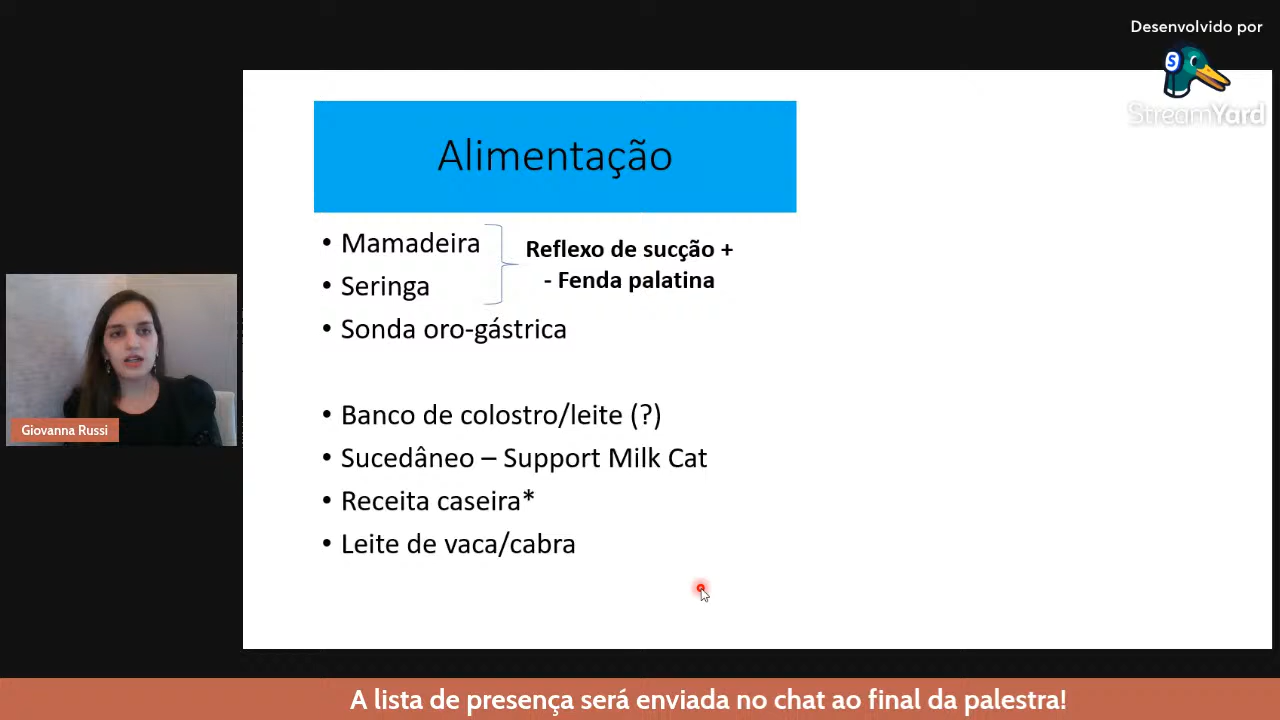 Desenvolvido por
StreamYard
Alimentação
• Mamadeira
• Seringa
Reflexo de sucção +
- Fenda palatina
• Sonda oro-gástrica
• Banco de colostro/leite (?)
• Sucedâneo – Support Milk Cat
• Receita caseira*
• Leite de vaca/cabra
Giovanna Russi
A lista de presença será enviada no chat ao final da palestra!